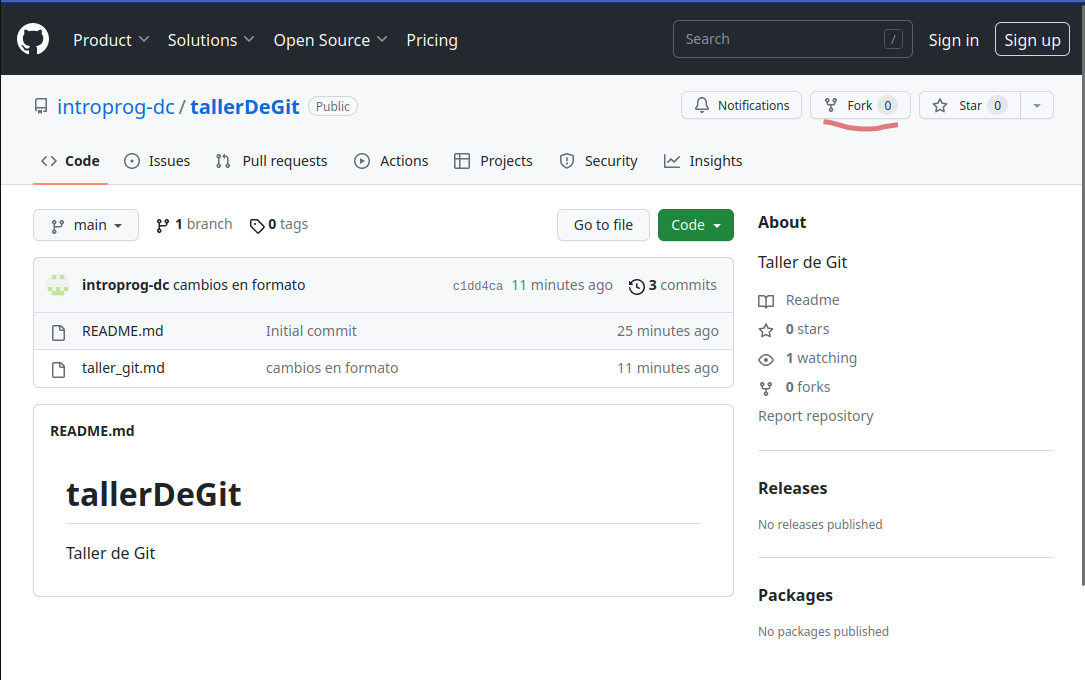 Product Solutions Open Source Pricing Search / Sign in Sign up
introprog-dc / tallerDeGit Public Notifications Fork 0 Star 0
Code Issues Pull requests Actions Projects Security Insights
main 1 branch 0 tags Go to file Code
introprog-dc cambios en formato c1dd4ca 11 minutes ago 3 commits
README.md Initial commit 25 minutes ago
taller_git.md cambios en formato 11 minutes ago
README.md
tallerDeGit
Taller de Git
About
Taller de Git
Readme
0 stars
1 watching
0 forks
Report repository
Releases
No releases published
Packages
No packages published